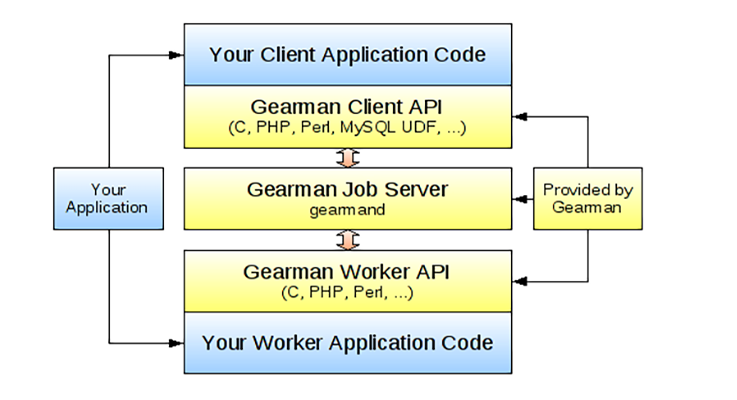 Your Client Application Code
Gearman Client API
(C, PHP, Perl, MySQL UDF, ...)
Your
Application
Gearman Job Server
gearmand
Provided by
Gearman
Gearman Worker API
(C, PHP, Perl, ...)
Your Worker Application Code